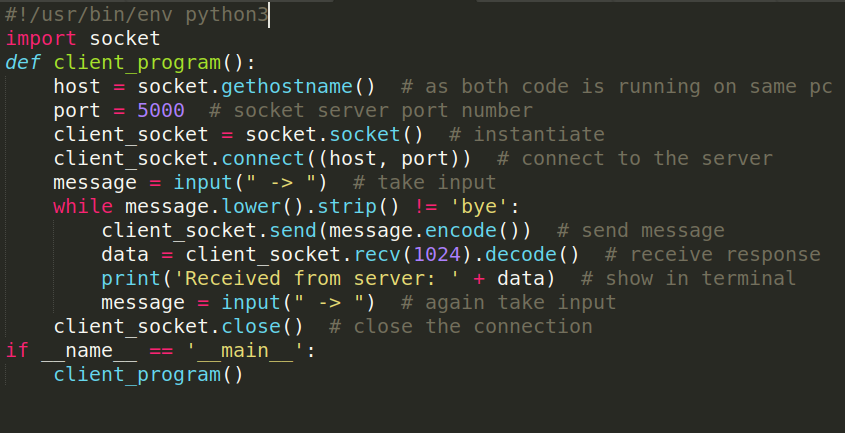 #!/usr/bin/env python3
import socket
def client_program():
    host = socket.gethostname()  # as both code is running on same pc
    port = 5000  # socket server port number
    client_socket = socket.socket()  # instantiate
    client_socket.connect((host, port))  # connect to the server
    message = input(" -> ")  # take input
    while message.lower().strip() != 'bye':
        client_socket.send(message.encode())  # send message
        data = client_socket.recv(1024).decode()  # receive response
        print('Received from server: ' + data)  # show in terminal
        message = input(" -> ")  # again take input
    client_socket.close()  # close the connection
if __name__ == '__main__':
    client_program()